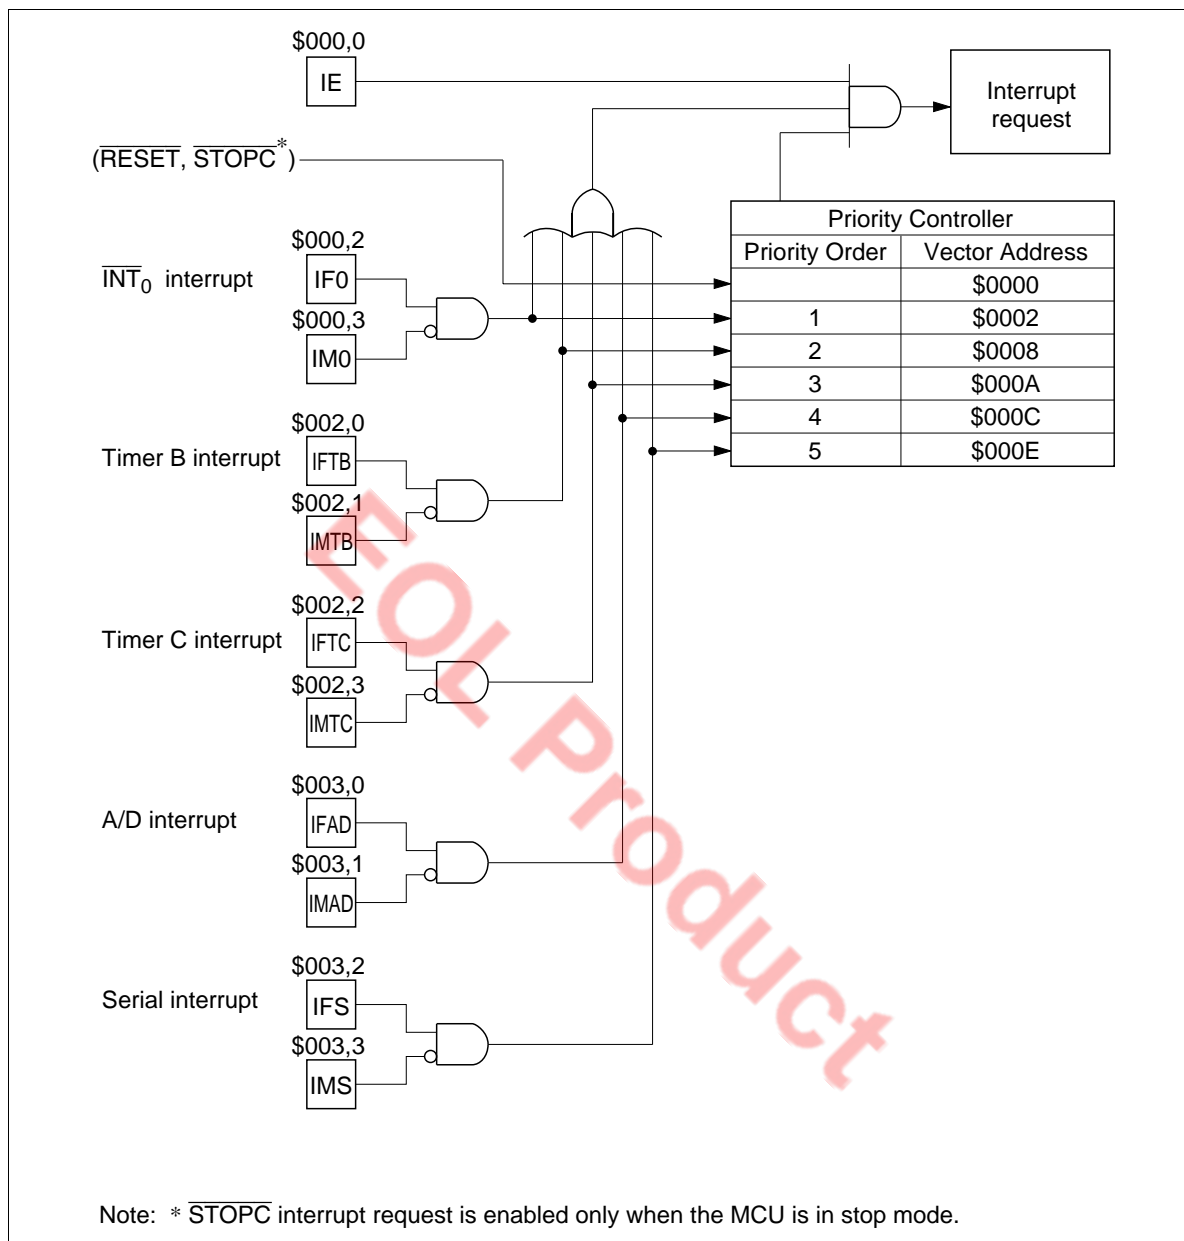 $000,0
IE
Interrupt
request
(RESET, STOPC*)
Priority Controller
Priority Order Vector Address
$0000
1 $0002
2 $0008
3 $000A
4 $000C
5 $000E
$000,2
INT0 interrupt
IF0
$000,3
IM0
$002,0
Timer B interrupt
IFTB
$002,1
IMTB
$002,2
Timer C interrupt
IFTC
$002,3
IMTC
$003,0
A/D interrupt
IFAD
$003,1
IMAD
$003,2
Serial interrupt
IFS
$003,3
IMS
EOL Product
Note: * STOPC interrupt request is enabled only when the MCU is in stop mode.